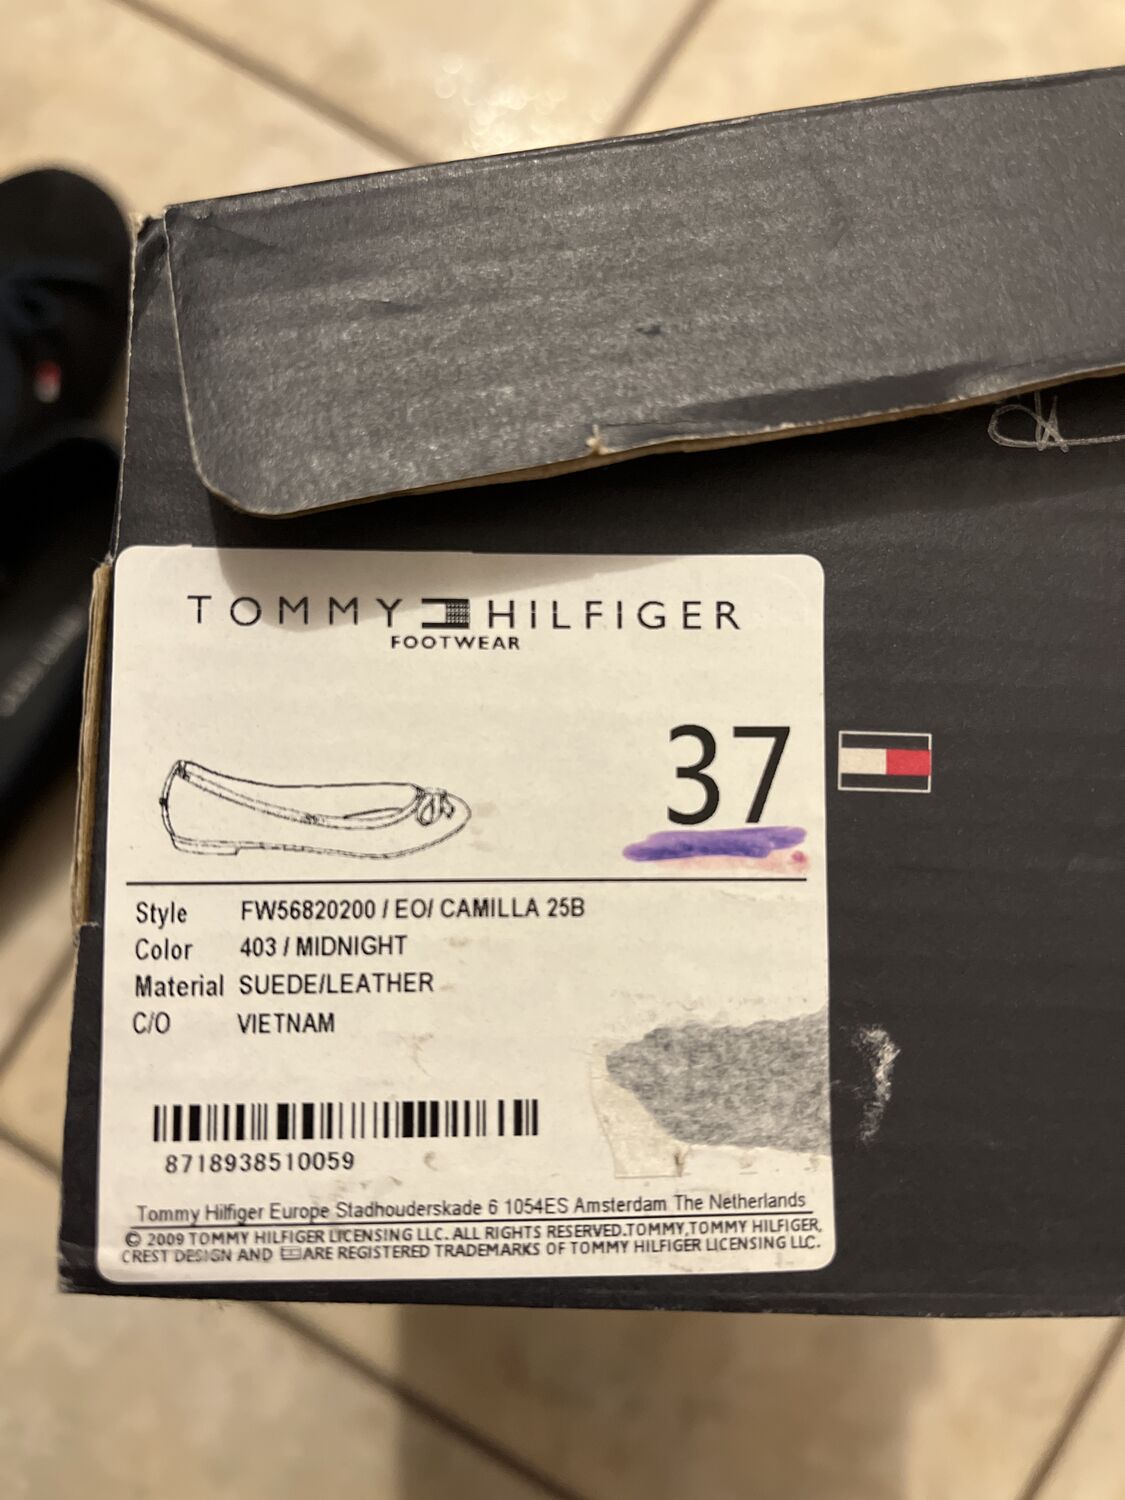 TOMMY HILFIGER
FOOTWEAR
37
Style FW56820200 / EO/ CAMILLA 25B
Color 403 / MIDNIGHT
Material SUEDE/LEATHER
C/O VIETNAM
8718938510059
Tommy Hilfiger Europe Stadhouderskade 6 1054ES Amsterdam The Netherlands
© 2009 TOMMY HILFIGER LICENSING LLC. ALL RIGHTS RESERVED.TOMMY,TOMMY HILFIGER,
CREST DESIGN AND ARE REGISTERED TRADEMARKS OF TOMMY HILFIGER LICENSING LLC.